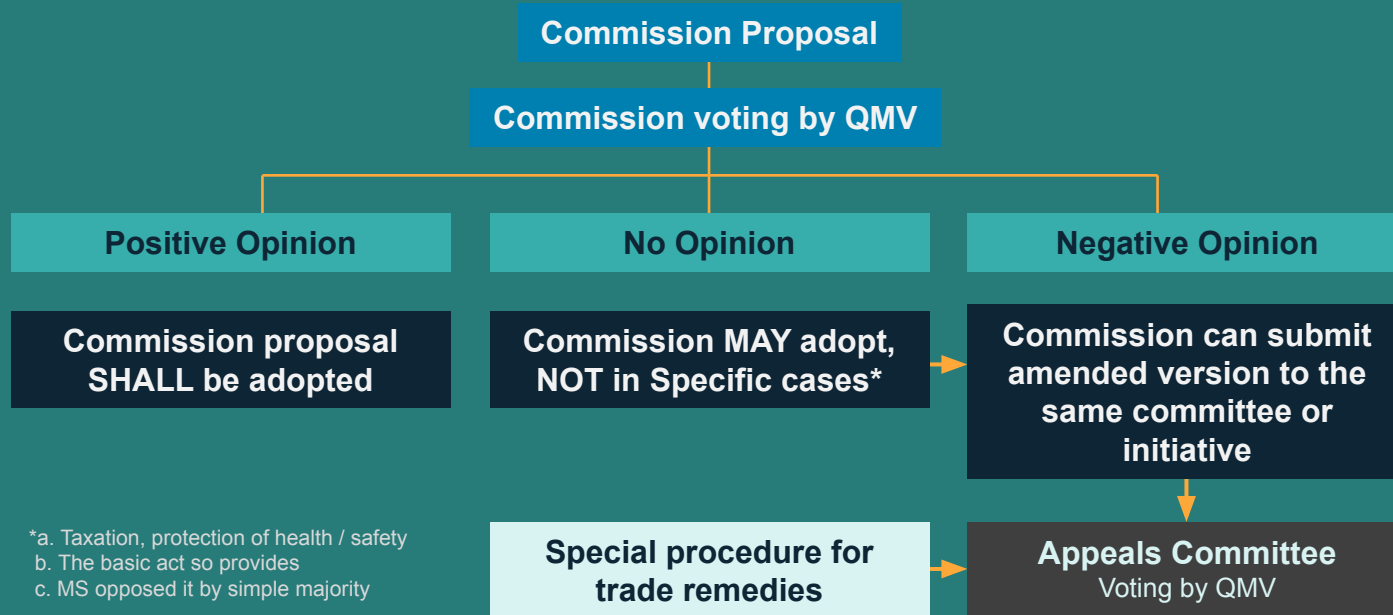 Commission Proposal
Commission voting by QMV
Positive Opinion
No Opinion
Negative Opinion
Commission proposal
SHALL be adopted
Commission MAY adopt,
NOT in Specific cases*
Commission can submit
amended version to the
same committee or
initiative
*a. Taxation, protection of health / safety
b. The basic act so provides
c. MS opposed it by simple majority
Special procedure for
trade remedies
Appeals Committee
Voting by QMV